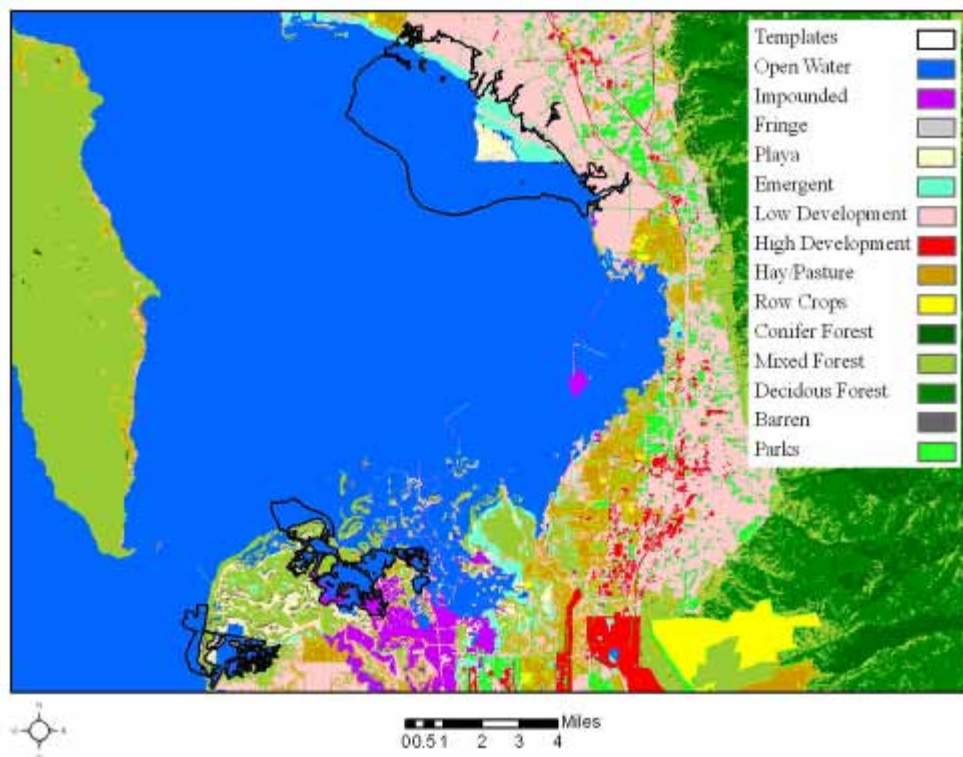 Templates
Open Water
Impounded
Fringe
Playa
Emergent
Low Development
High Development
Hay/Pasture
Row Crops
Conifer Forest
Mixed Forest
Decidous Forest
Barren
Parks
Miles
00.5 1 2 3 4